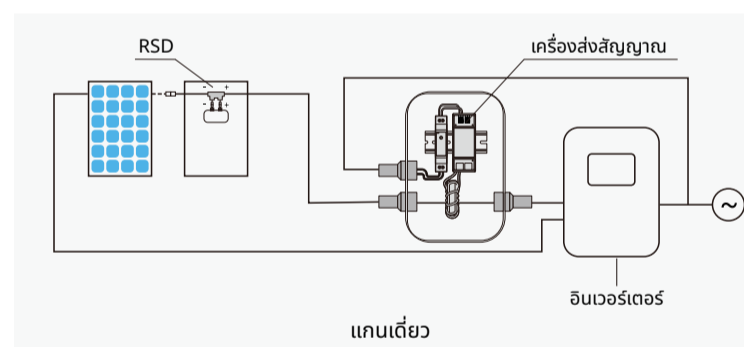 RSD
เครื่องส่งสัญญาณ
- +
- +
~
อินเวอร์เตอร์
แกนเดี่ยว